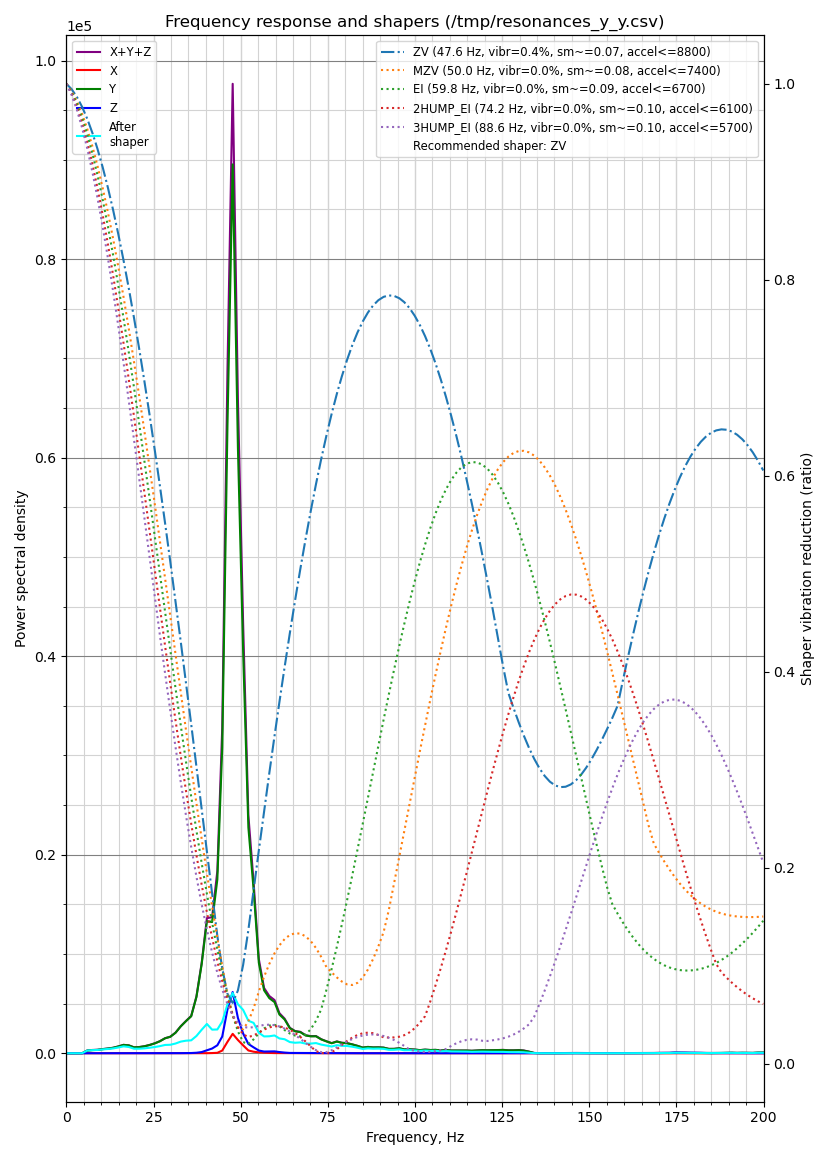 Frequency response and shapers (/tmp/resonances_y_y.csv)
1e5
X+Y+Z
X
Y
Z
After
shaper
ZV (47.6 Hz, vibr=0.4%, sm~=0.07, accel<=8800)
MZV (50.0 Hz, vibr=0.0%, sm~=0.08, accel<=7400)
EI (59.8 Hz, vibr=0.0%, sm~=0.09, accel<=6700)
2HUMP_EI (74.2 Hz, vibr=0.0%, sm~=0.10, accel<=6100)
3HUMP_EI (88.6 Hz, vibr=0.0%, sm~=0.10, accel<=5700)
Recommended shaper: ZV
Power spectral density
1.0
0.8
0.6
0.4
0.2
0.0
1.0
0.8
0.6
0.4
0.2
0.0
Shaper vibration reduction (ratio)
0 25 50 75 100 125 150 175 200
Frequency, Hz